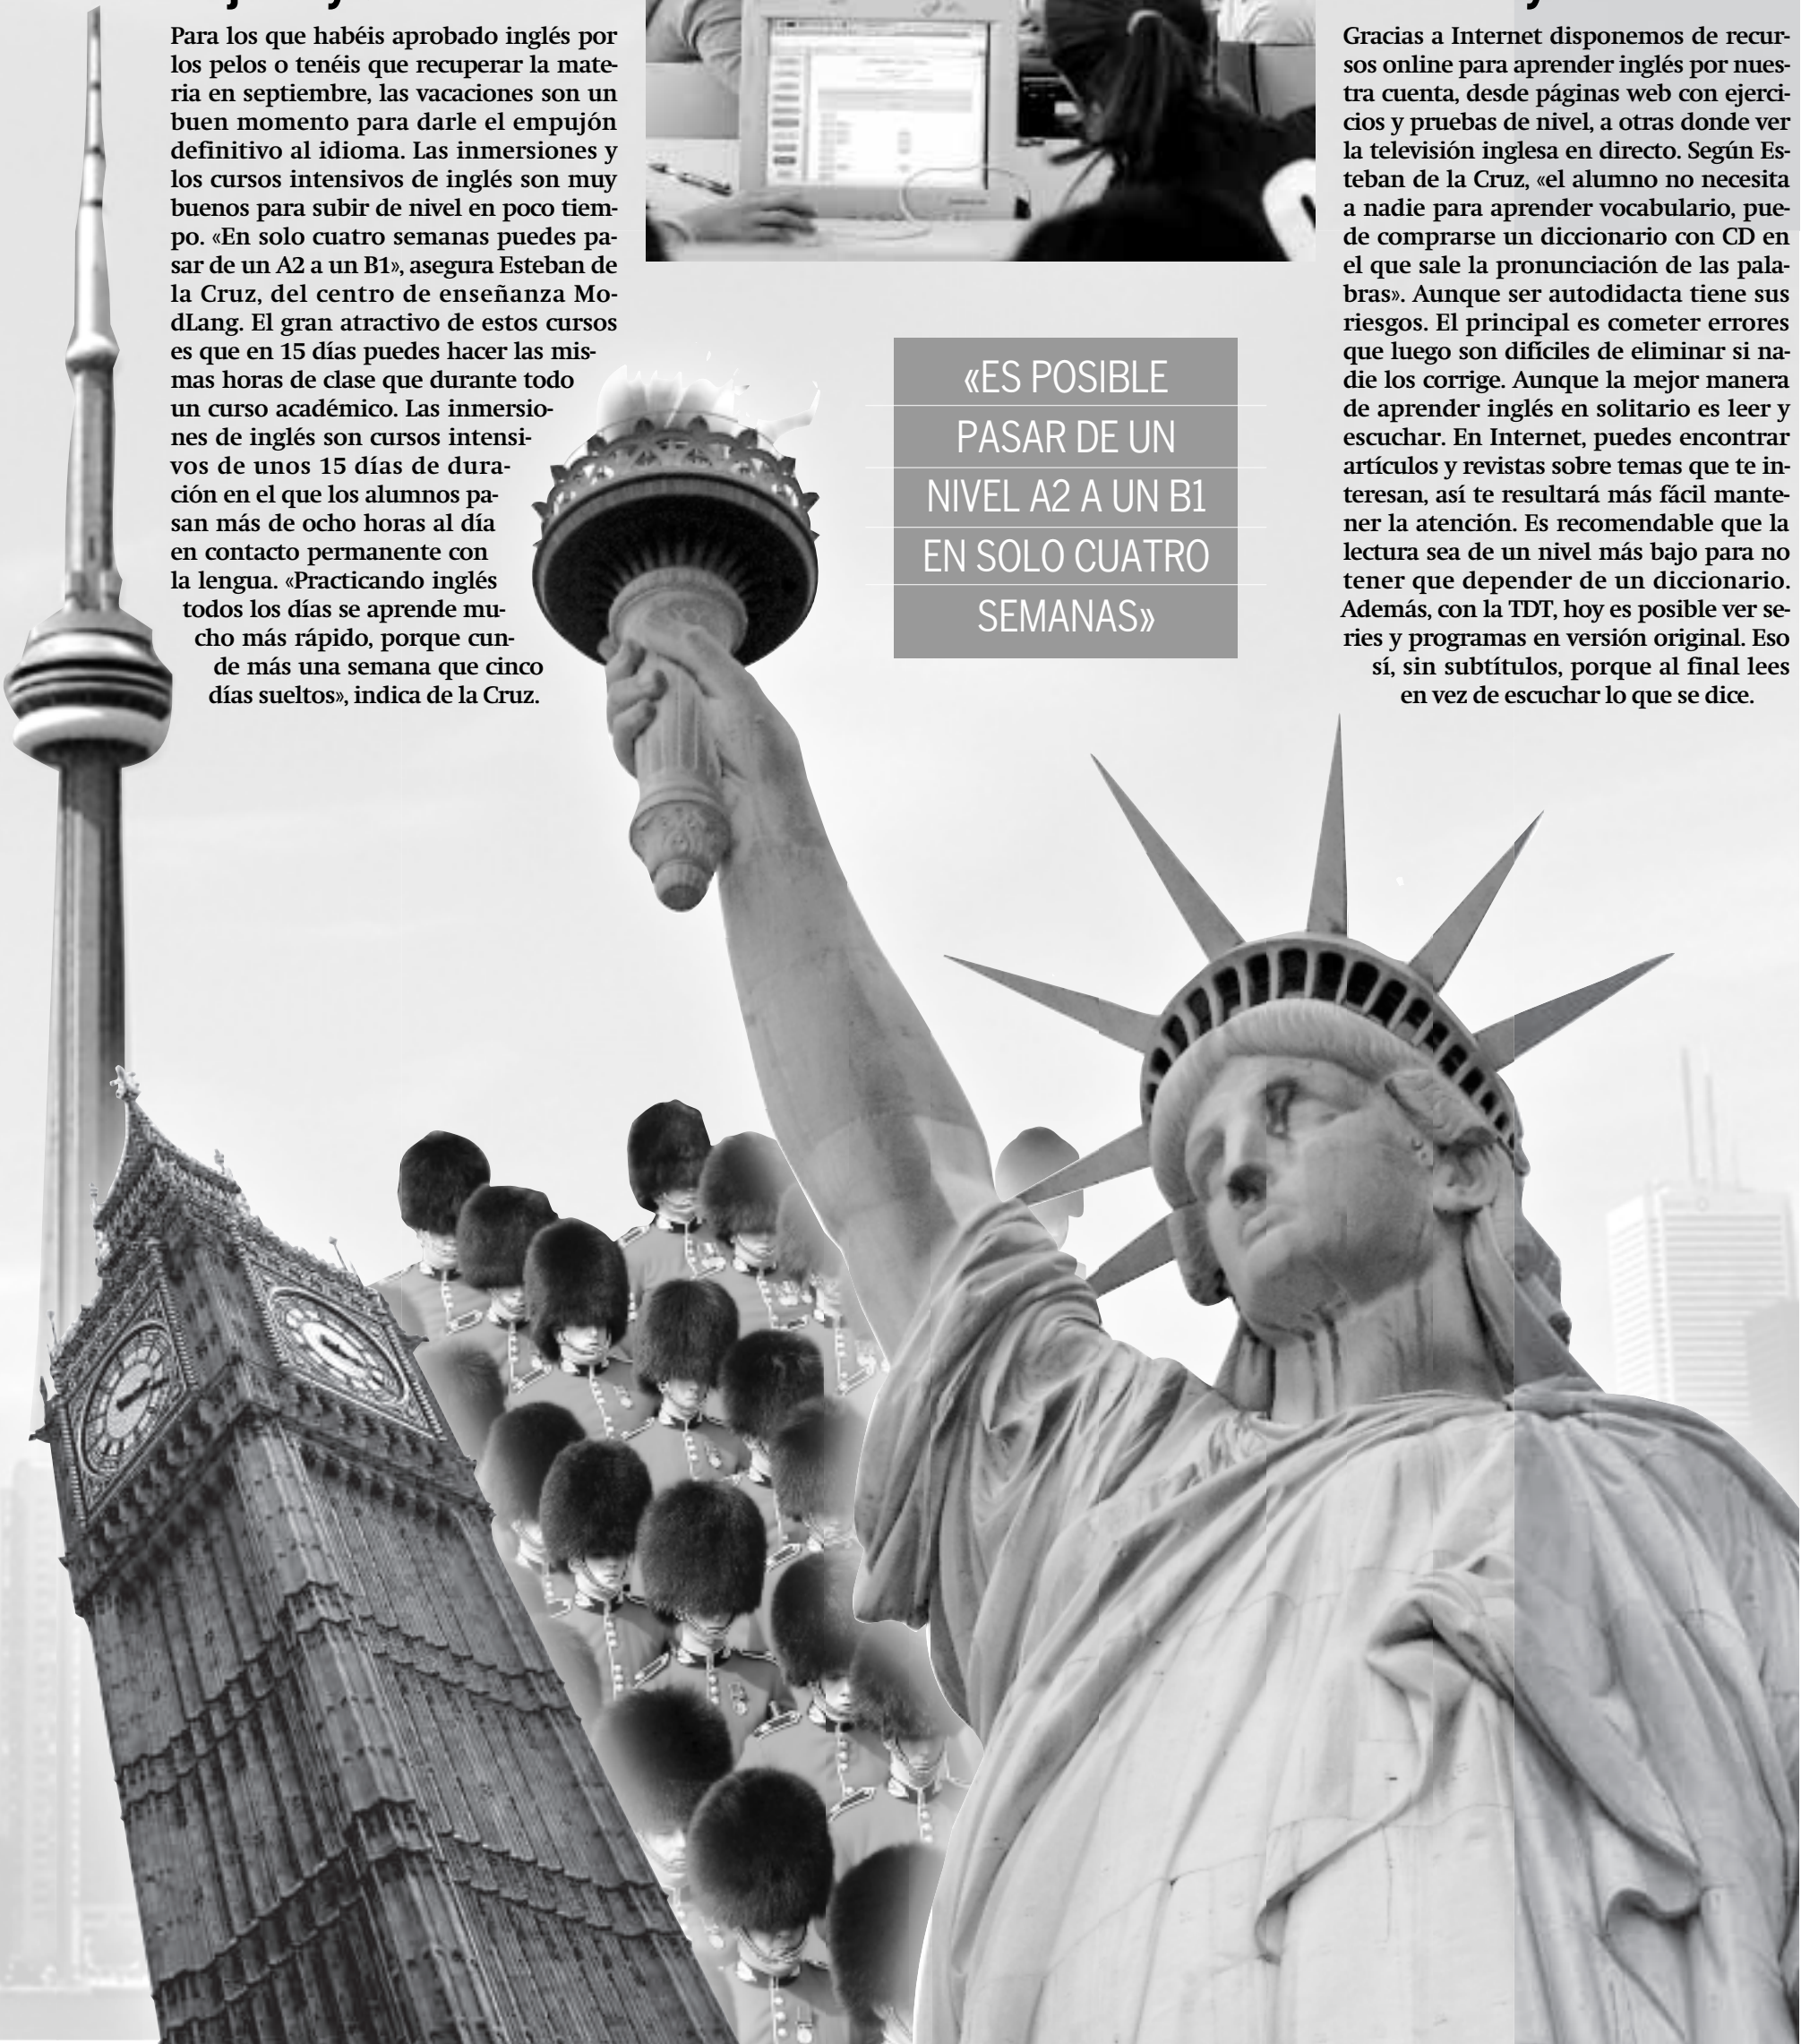 Para los que habéis aprobado inglés por
los pelos o tenéis que recuperar la mate-
ria en septiembre, las vacaciones son un
buen momento para darle el empujón
definitivo al idioma. Las inmersiones y
los cursos intensivos de inglés son muy
buenos para subir de nivel en poco tiem-
po. «En solo cuatro semanas puedes pa-
sar de un A2 a un B1», asegura Esteban de
la Cruz, del centro de enseñanza Mo-
dLang. El gran atractivo de estos cursos
es que en 15 días puedes hacer las mis-
mas horas de clase que durante todo
un curso académico. Las inmersio-
nes de inglés son cursos intensi-
vos de unos 15 días de dura-
ción en el que los alumnos pa-
san más de ocho horas al día
en contacto permanente con
la lengua. «Practicando inglés
todos los días se aprende mu-
cho más rápido, porque cun-
de más una semana que cinco
días sueltos», indica de la Cruz.
«ES POSIBLE
PASAR DE UN
NIVEL A2 A UN B1
EN SOLO CUATRO
SEMANAS»
Gracias a Internet disponemos de recur-
sos online para aprender inglés por nues-
tra cuenta, desde páginas web con ejerci-
cios y pruebas de nivel, a otras donde ver
la televisión inglesa en directo. Según Es-
teban de la Cruz, «el alumno no necesita
a nadie para aprender vocabulario, pue-
de comprarse un diccionario con CD en
el que sale la pronunciación de las pala-
bras». Aunque ser autodidacta tiene sus
riesgos. El principal es cometer errores
que luego son difíciles de eliminar si na-
die los corrige. Aunque la mejor manera
de aprender inglés en solitario es leer y
escuchar. En Internet, puedes encontrar
artículos y revistas sobre temas que te in-
teresan, así te resultará más fácil mante-
ner la atención. Es recomendable que la
lectura sea de un nivel más bajo para no
tener que depender de un diccionario.
Además, con la TDT, hoy es posible ver se-
ries y programas en versión original. Eso
sí, sin subtítulos, porque al final lees
en vez de escuchar lo que se dice.